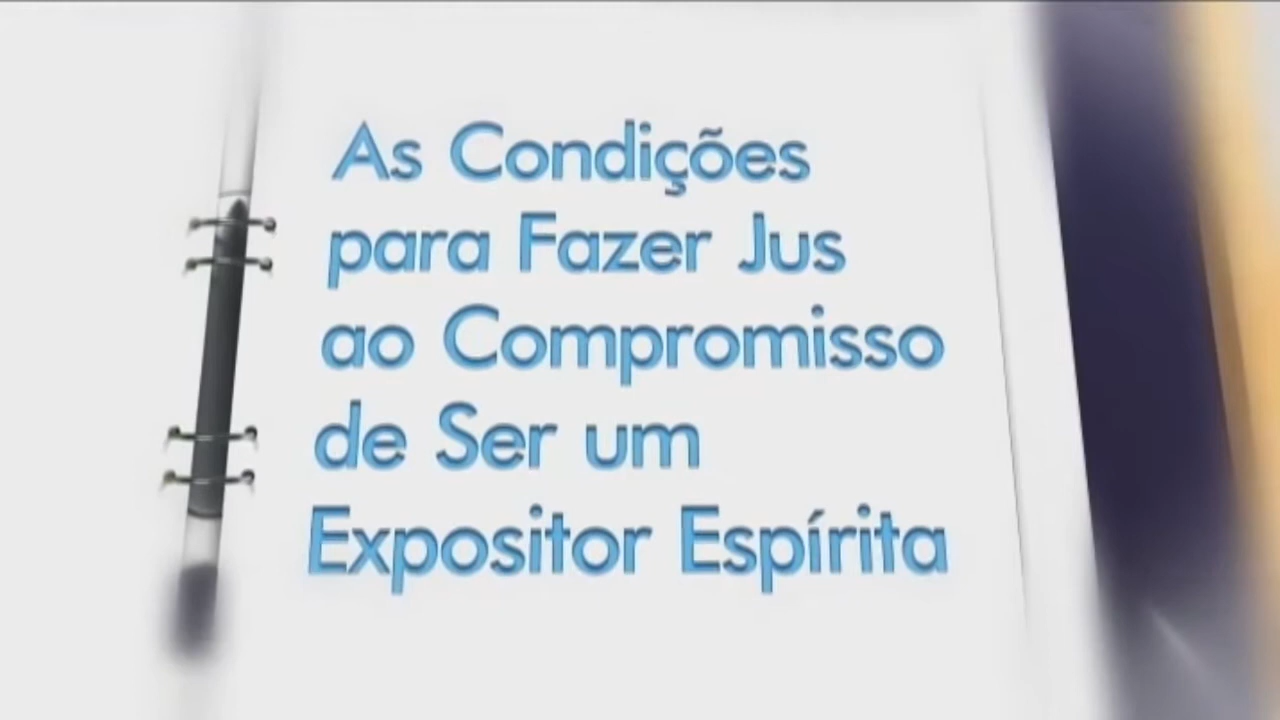 As Condições
para Fazer Jus
ao Compromisso
de Ser um
Expositor Espírita